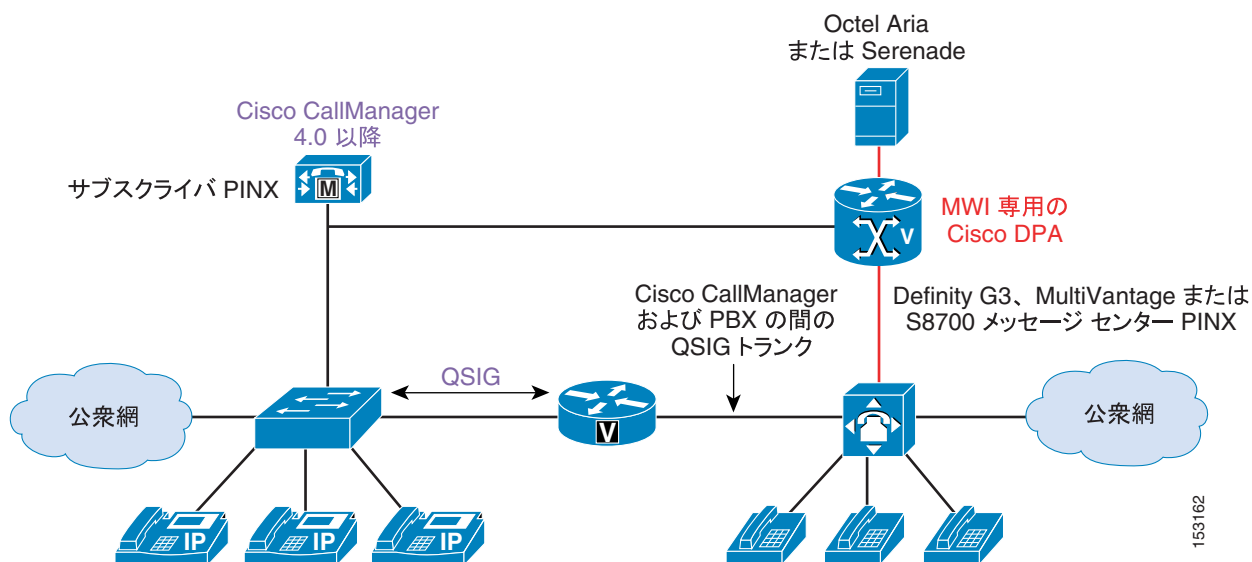 Octel Aria
または Serenade
Cisco CallManager
4.0 以降
サブスクライバ PINX
M
MWI 専用の
Cisco DPA
V
Cisco CallManager
および PBX の間の
QSIG トランク
Definity G3、MultiVantage または
S8700 メッセージ センター PINX
QSIG
公衆網
V
公衆網
IP
IP
IP
153162